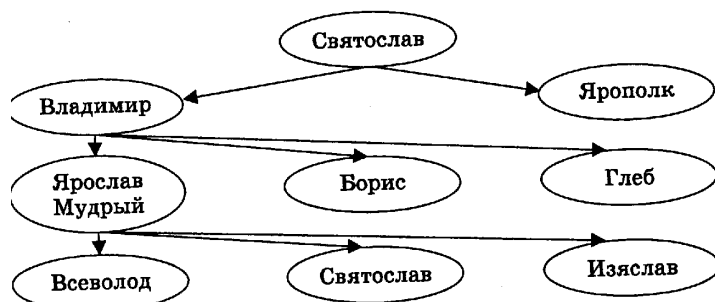 Святослав
Владимир
Ярополк
Ярослав
Мудрый
Борис
Глеб
Всеволод
Святослав
Изяслав